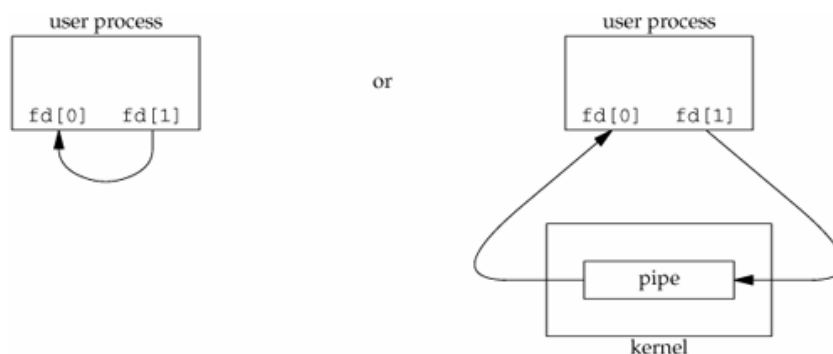 user process
fd[0] fd[1]
or
user process
fd[0] fd[1]
pipe
kernel